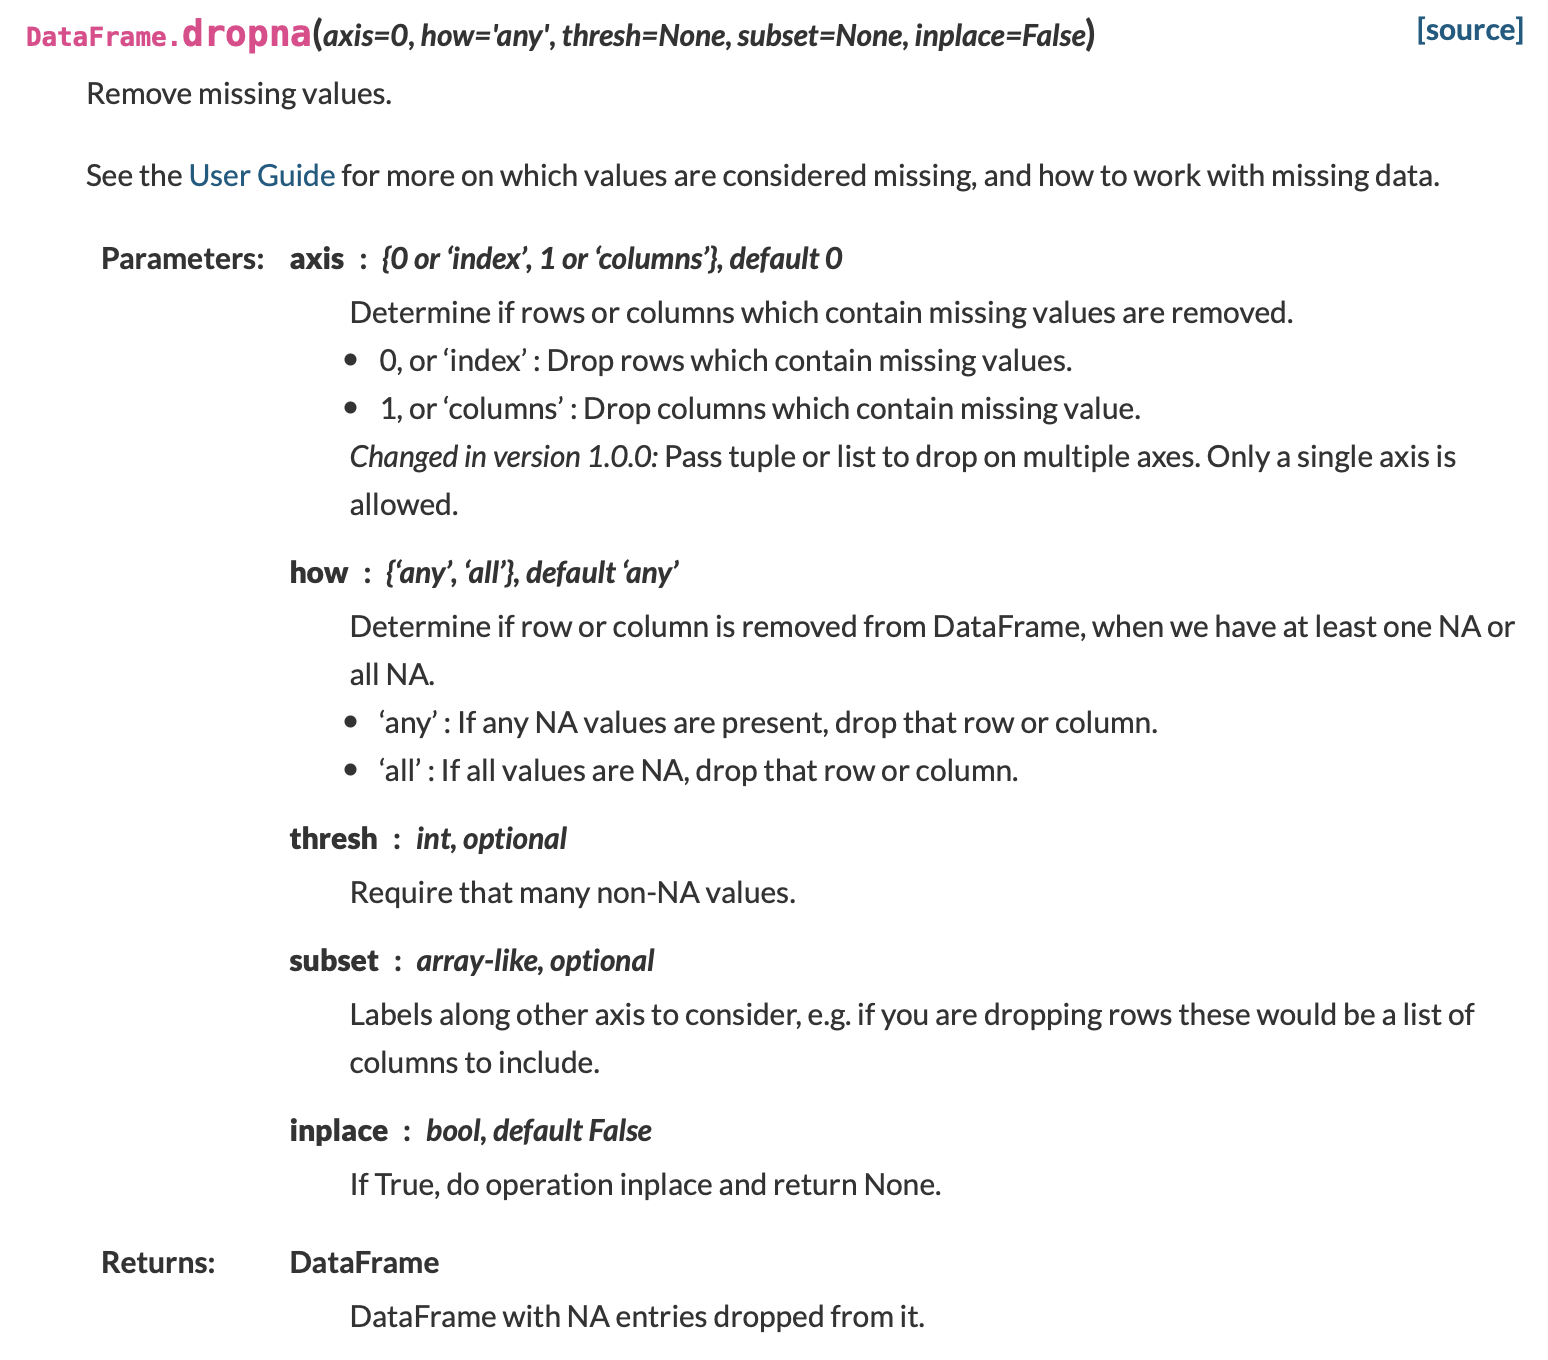 DataFrame.dropna(axis=0, how='any', thresh=None, subset=None, inplace=False) [source]
Remove missing values.
See the User Guide for more on which values are considered missing, and how to work with missing data.
Parameters: axis : {0 or ‘index’, 1 or ‘columns’}, default 0
Determine if rows or columns which contain missing values are removed.
• 0, or ‘index’ : Drop rows which contain missing values.
• 1, or ‘columns’ : Drop columns which contain missing value.
Changed in version 1.0.0: Pass tuple or list to drop on multiple axes. Only a single axis is
allowed.
how : {‘any’, ‘all’}, default ‘any’
Determine if row or column is removed from DataFrame, when we have at least one NA or
all NA.
• ‘any’ : If any NA values are present, drop that row or column.
• ‘all’ : If all values are NA, drop that row or column.
thresh : int, optional
Require that many non-NA values.
subset : array-like, optional
Labels along other axis to consider, e.g. if you are dropping rows these would be a list of
columns to include.
inplace : bool, default False
If True, do operation inplace and return None.
Returns: DataFrame
DataFrame with NA entries dropped from it.